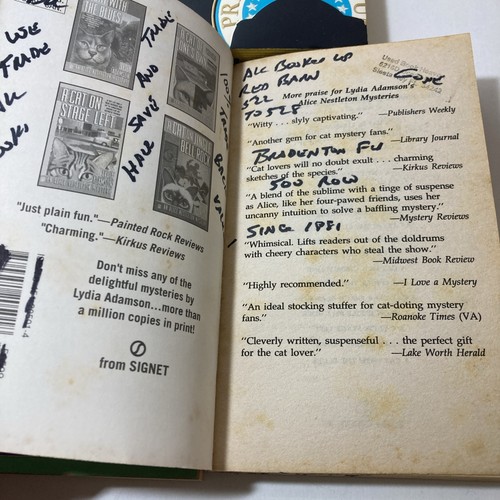 WE
TRADE
TRADE
AND
SAVE
"Just plain fun."—Painted Rock Reviews
"Charming."—Kirkus Reviews
Don't miss any of the
delightful mysteries by
Lydia Adamson...more than
a million copies in print!
from SIGNET
ALL BOOKS UP
RED BARN
522
TO 528
GONE
More praise for Lydia Adamson's
Alice Nestleton Mysteries
"Witty . . . slyly captivating." —Publishers Weekly
"Another gem for cat mystery fans."
—Library Journal
BRADENTON FL
"Cat lovers will no doubt exult . . . charming
sketches of the species." —Kirkus Reviews
500 ROW
"A blend of the sublime with a tinge of suspense
as Alice, like her four-pawed friends, uses her
uncanny intuition to solve a baffling mystery."
—Mystery Reviews
SINCE 1981
"Whimsical. Lifts readers out of the doldrums
with cheery characters who steal the show."
—Midwest Book Review
"Highly recommended." —I Love a Mystery
"An ideal stocking stuffer for cat-doting mystery
fans." —Roanoke Times (VA)
"Cleverly written, suspenseful . . . the perfect gift
for the cat lover." —Lake Worth Herald